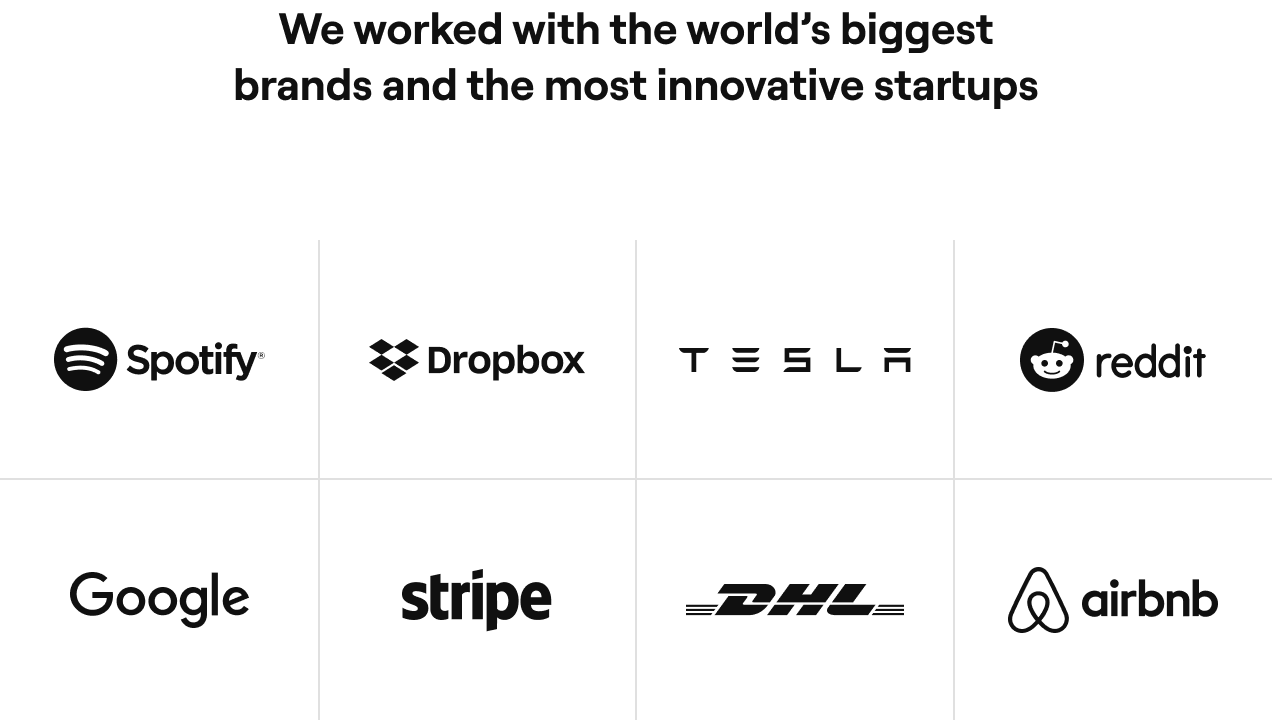 We worked with the world’s biggest
brands and the most innovative startups
Spotify®
Dropbox
TESLA
reddit
Google
stripe
DHL
airbnb